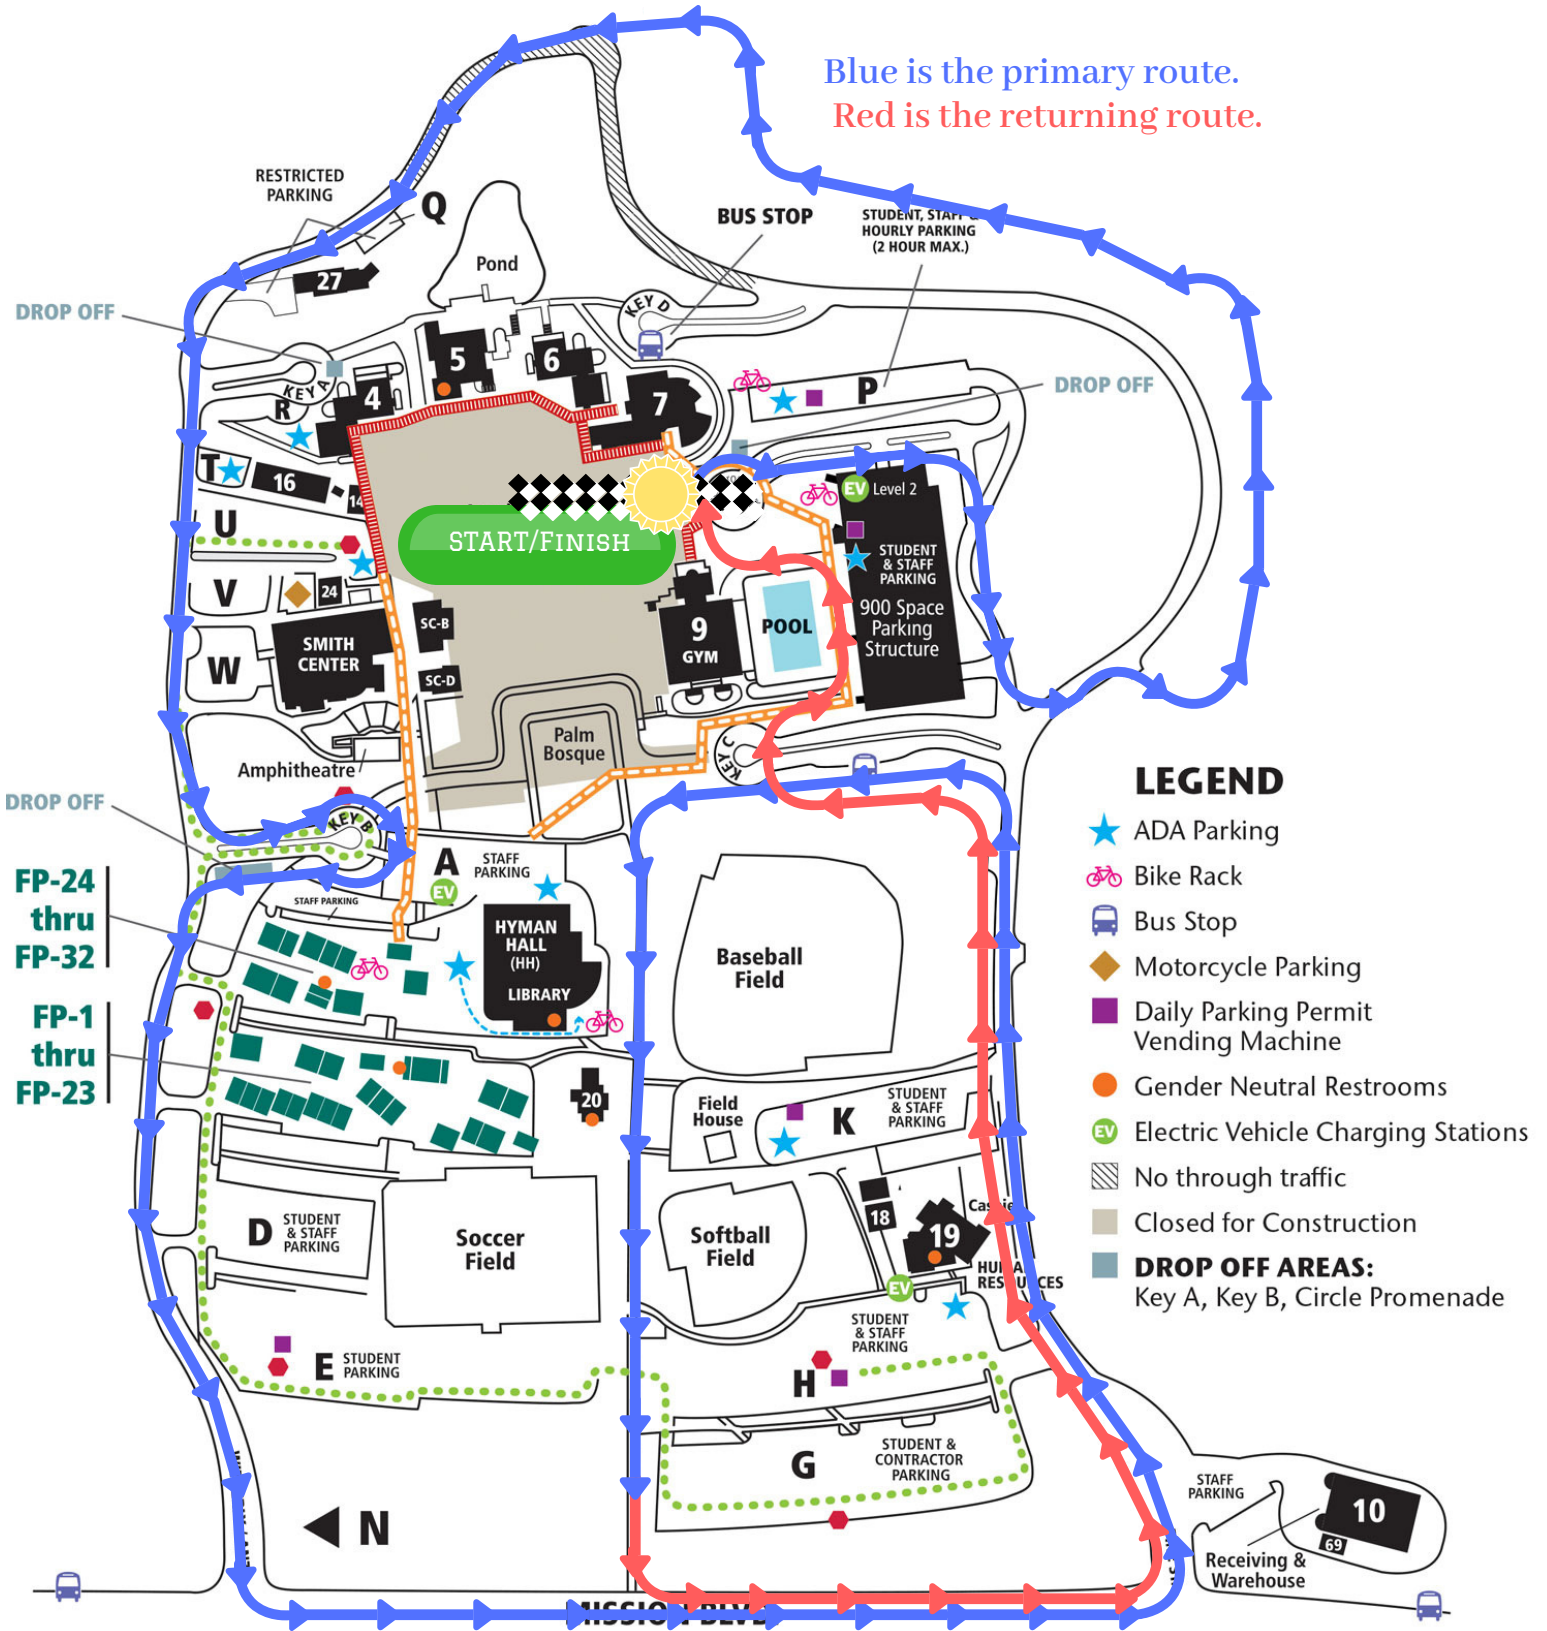 Blue is the primary route.
Red is the returning route.
RESTRICTED
PARKING
Q
BUS STOP
STUDENT, STAFF &
HOURLY PARKING
(2 HOUR MAX.)
Pond
27
KEY D
DROP OFF
5
6
KEY A
R
4
7
P
DROP OFF
T
16
14
EV
Level 2
U
START/FINISH
STUDENT
& STAFF
PARKING
V
24
900 Space
Parking
Structure
SC-B
9
GYM
POOL
SMITH
CENTER
W
SC-D
Palm
Bosque
KEY C
Amphitheatre
DROP OFF
KEY B
A
STAFF
PARKING
EV
FP-24
thru
FP-32
STAFF PARKING
HYMAN
HALL
(HH)
LIBRARY
Baseball
Field
FP-1
thru
FP-23
20
Field
House
K
STUDENT
& STAFF
PARKING
D
STUDENT
& STAFF
PARKING
Soccer
Field
Softball
Field
18
19
HUMAN
RESOURCES
EV
STUDENT
& STAFF
PARKING
E
STUDENT
PARKING
H
G
STUDENT &
CONTRACTOR
PARKING
N
STAFF
PARKING
10
69
Receiving &
Warehouse
MISSION BLVD
LEGEND
ADA Parking
Bike Rack
Bus Stop
Motorcycle Parking
Daily Parking Permit
Vending Machine
Gender Neutral Restrooms
EV
Electric Vehicle Charging Stations
No through traffic
Closed for Construction
DROP OFF AREAS:
Key A, Key B, Circle Promenade